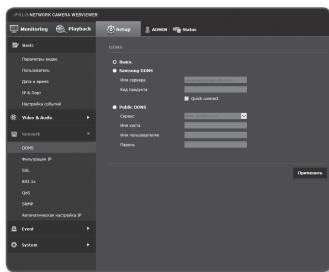 iPOLiS NETWORK CAMERA WEBVIEWER
Monitoring
Playback
Setup
ADMIN
Status
Basic
Параметры видео
Пользователь
Дата и время
IP & Порт
Настройка событий
Video & Audio
Network
DDNS
Фильтрация IP
SSL
802.1x
QoS
SNMP
Автоматическая настройка IP
Event
System
DDNS
Выкл.
Samsung DDNS
Имя сервера
Код продукта
Quick connect
Public DDNS
Сервис
Имя хоста
Имя пользователя
Пароль
Применить